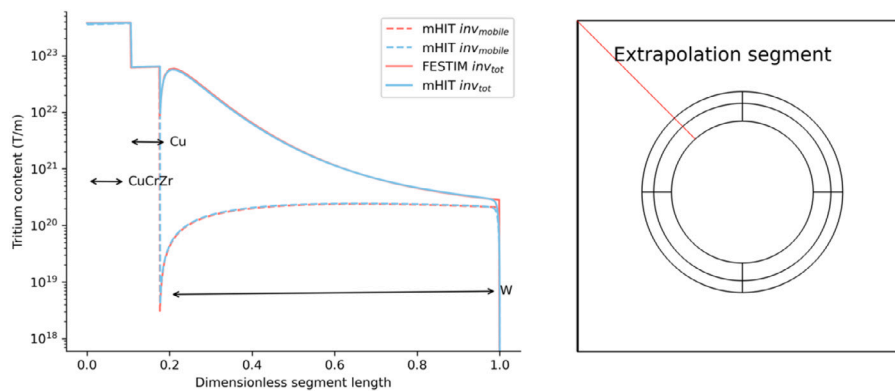 mHIT inv_mobile
mHIT inv_mobile
FESTIM inv_tot
mHIT inv_tot
Extrapolation segment
Tritium content (T/m)
10^23
10^22
10^21
10^20
10^19
10^18
Cu
CuCrZr
W
0.0 0.2 0.4 0.6 0.8 1.0
Dimensionless segment length